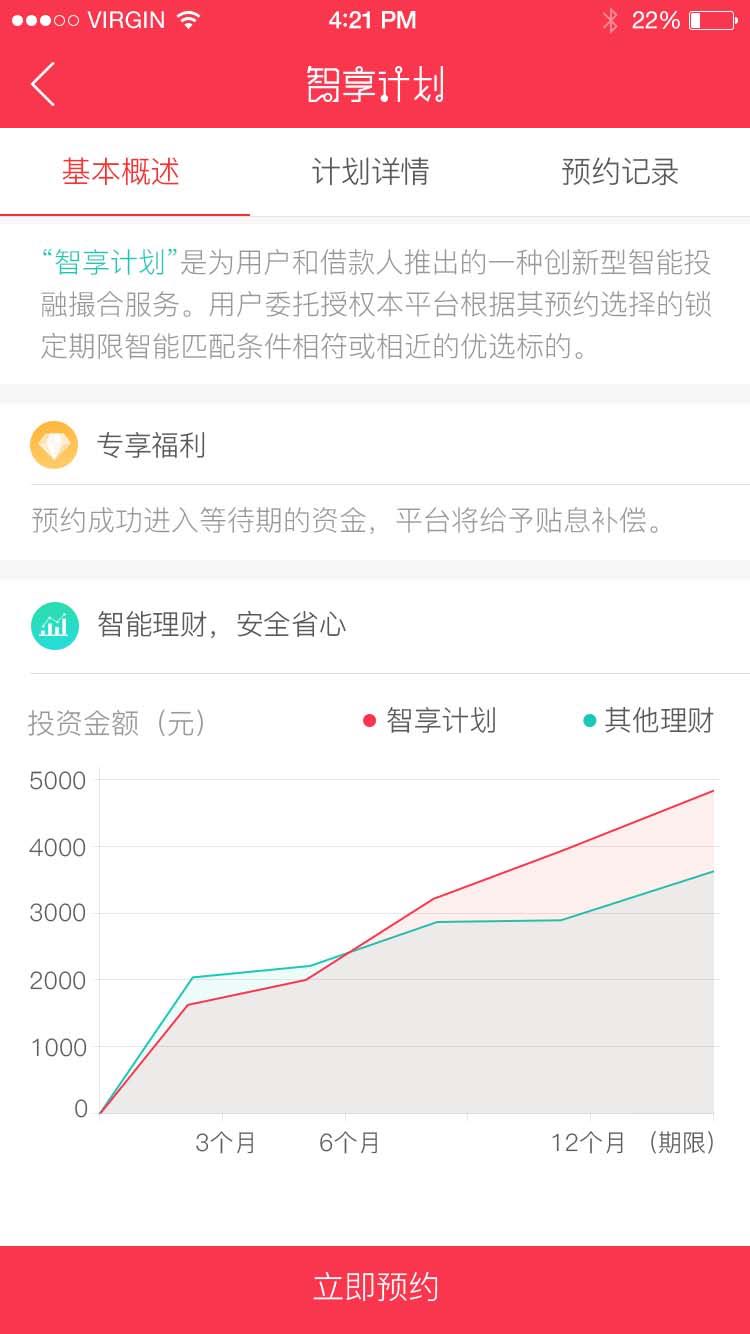 VIRGIN 4:21 PM 22%
智享计划
基本概述 计划详情 预约记录
“智享计划”是为用户和借款人推出的一种创新型智能投
融撮合服务。用户委托授权本平台根据其预约选择的锁
定期限智能匹配条件相符或相近的优选标的。
专享福利
预约成功进入等待期的资金，平台将给予贴息补偿。
智能理财，安全省心
投资金额（元） 智享计划 其他理财
5000
4000
3000
2000
1000
0
3个月 6个月 12个月 （期限）
立即预约